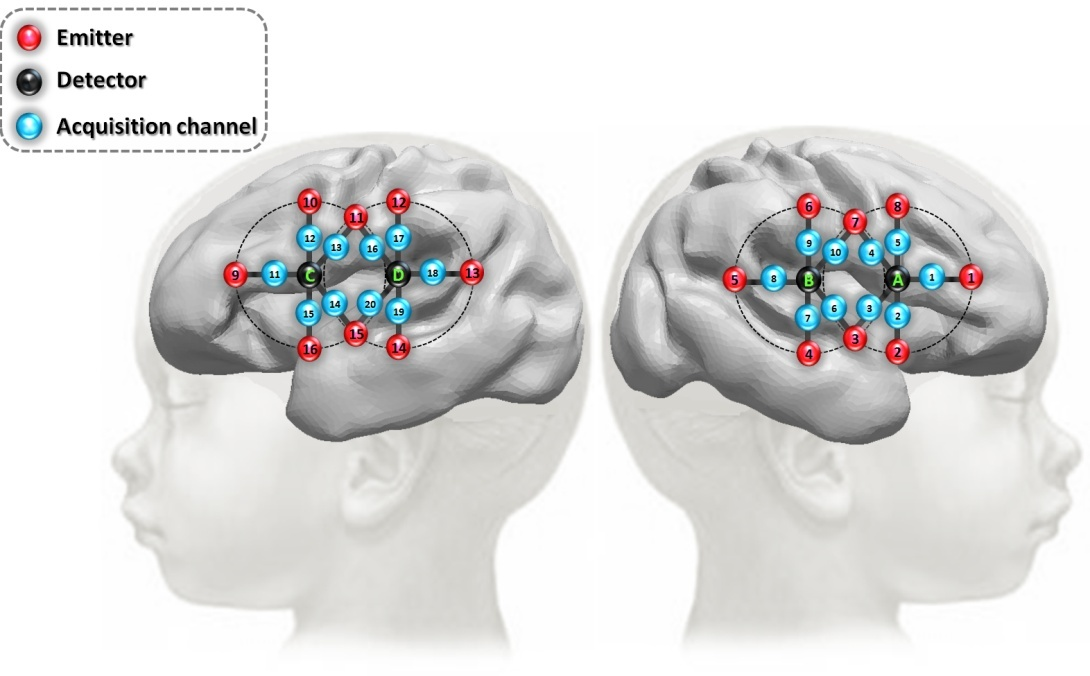 Emitter
Detector
Acquisition channel
10 11 12
12 13 16 17
9 11 C D 18 13
15 14 20 19
16 15 14
6 7 8
9 10 4 5
5 8 B A 1 1
7 6 3 2
4 3 2